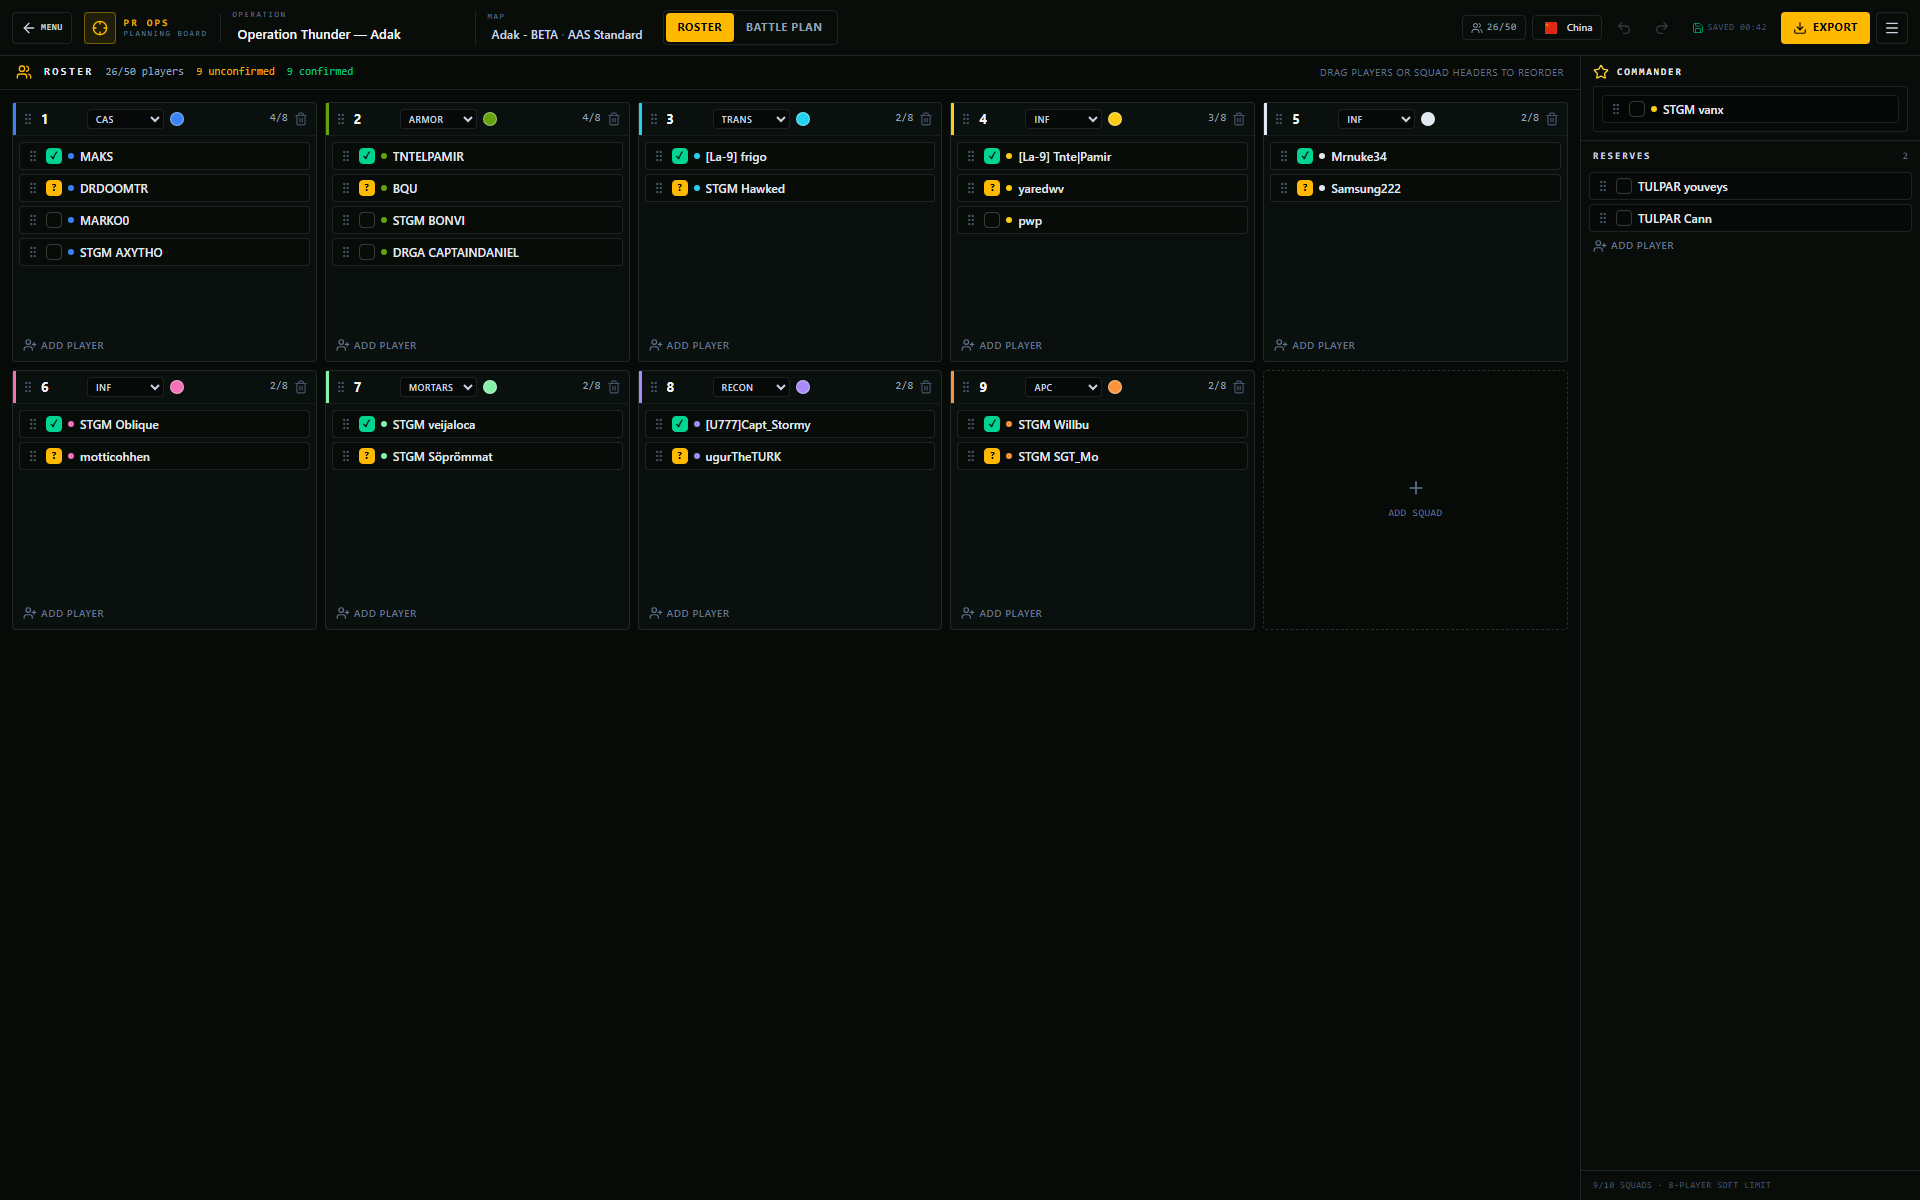 MENU
PR OPS
PLANNING BOARD
OPERATION
Operation Thunder — Adak
MAP
Adak - BETA · AAS Standard
ROSTER
BATTLE PLAN
26/50
China
SAVED 00:42
EXPORT
ROSTER 26/50 players 9 unconfirmed 9 confirmed
DRAG PLAYERS OR SQUAD HEADERS TO REORDER
1 CAS 4/8
MAKS
? DRDOOMTR
MARKO0
STGM AXYTHO
ADD PLAYER
2 ARMOR 4/8
TNTELPAMIR
? BQU
STGM BONVI
DRGA CAPTAINDANIEL
ADD PLAYER
3 TRANS 2/8
[La-9] frigo
? STGM Hawked
ADD PLAYER
4 INF 3/8
[La-9] Tnte|Pamir
? yaredwv
pwp
ADD PLAYER
5 INF 2/8
Mrnuke34
? Samsung222
ADD PLAYER
6 INF 2/8
STGM Oblique
? motticohhen
ADD PLAYER
7 MORTARS 2/8
STGM veijaloca
? STGM Söprömmat
ADD PLAYER
8 RECON 2/8
[U777]Capt_Stormy
? ugurTheTURK
ADD PLAYER
9 APC 2/8
STGM Willbu
? STGM SGT_Mo
ADD PLAYER
ADD SQUAD
COMMANDER
STGM vanx
RESERVES 2
TULPAR youveys
TULPAR Cann
ADD PLAYER
9/10 SQUADS · 8-PLAYER SOFT LIMIT